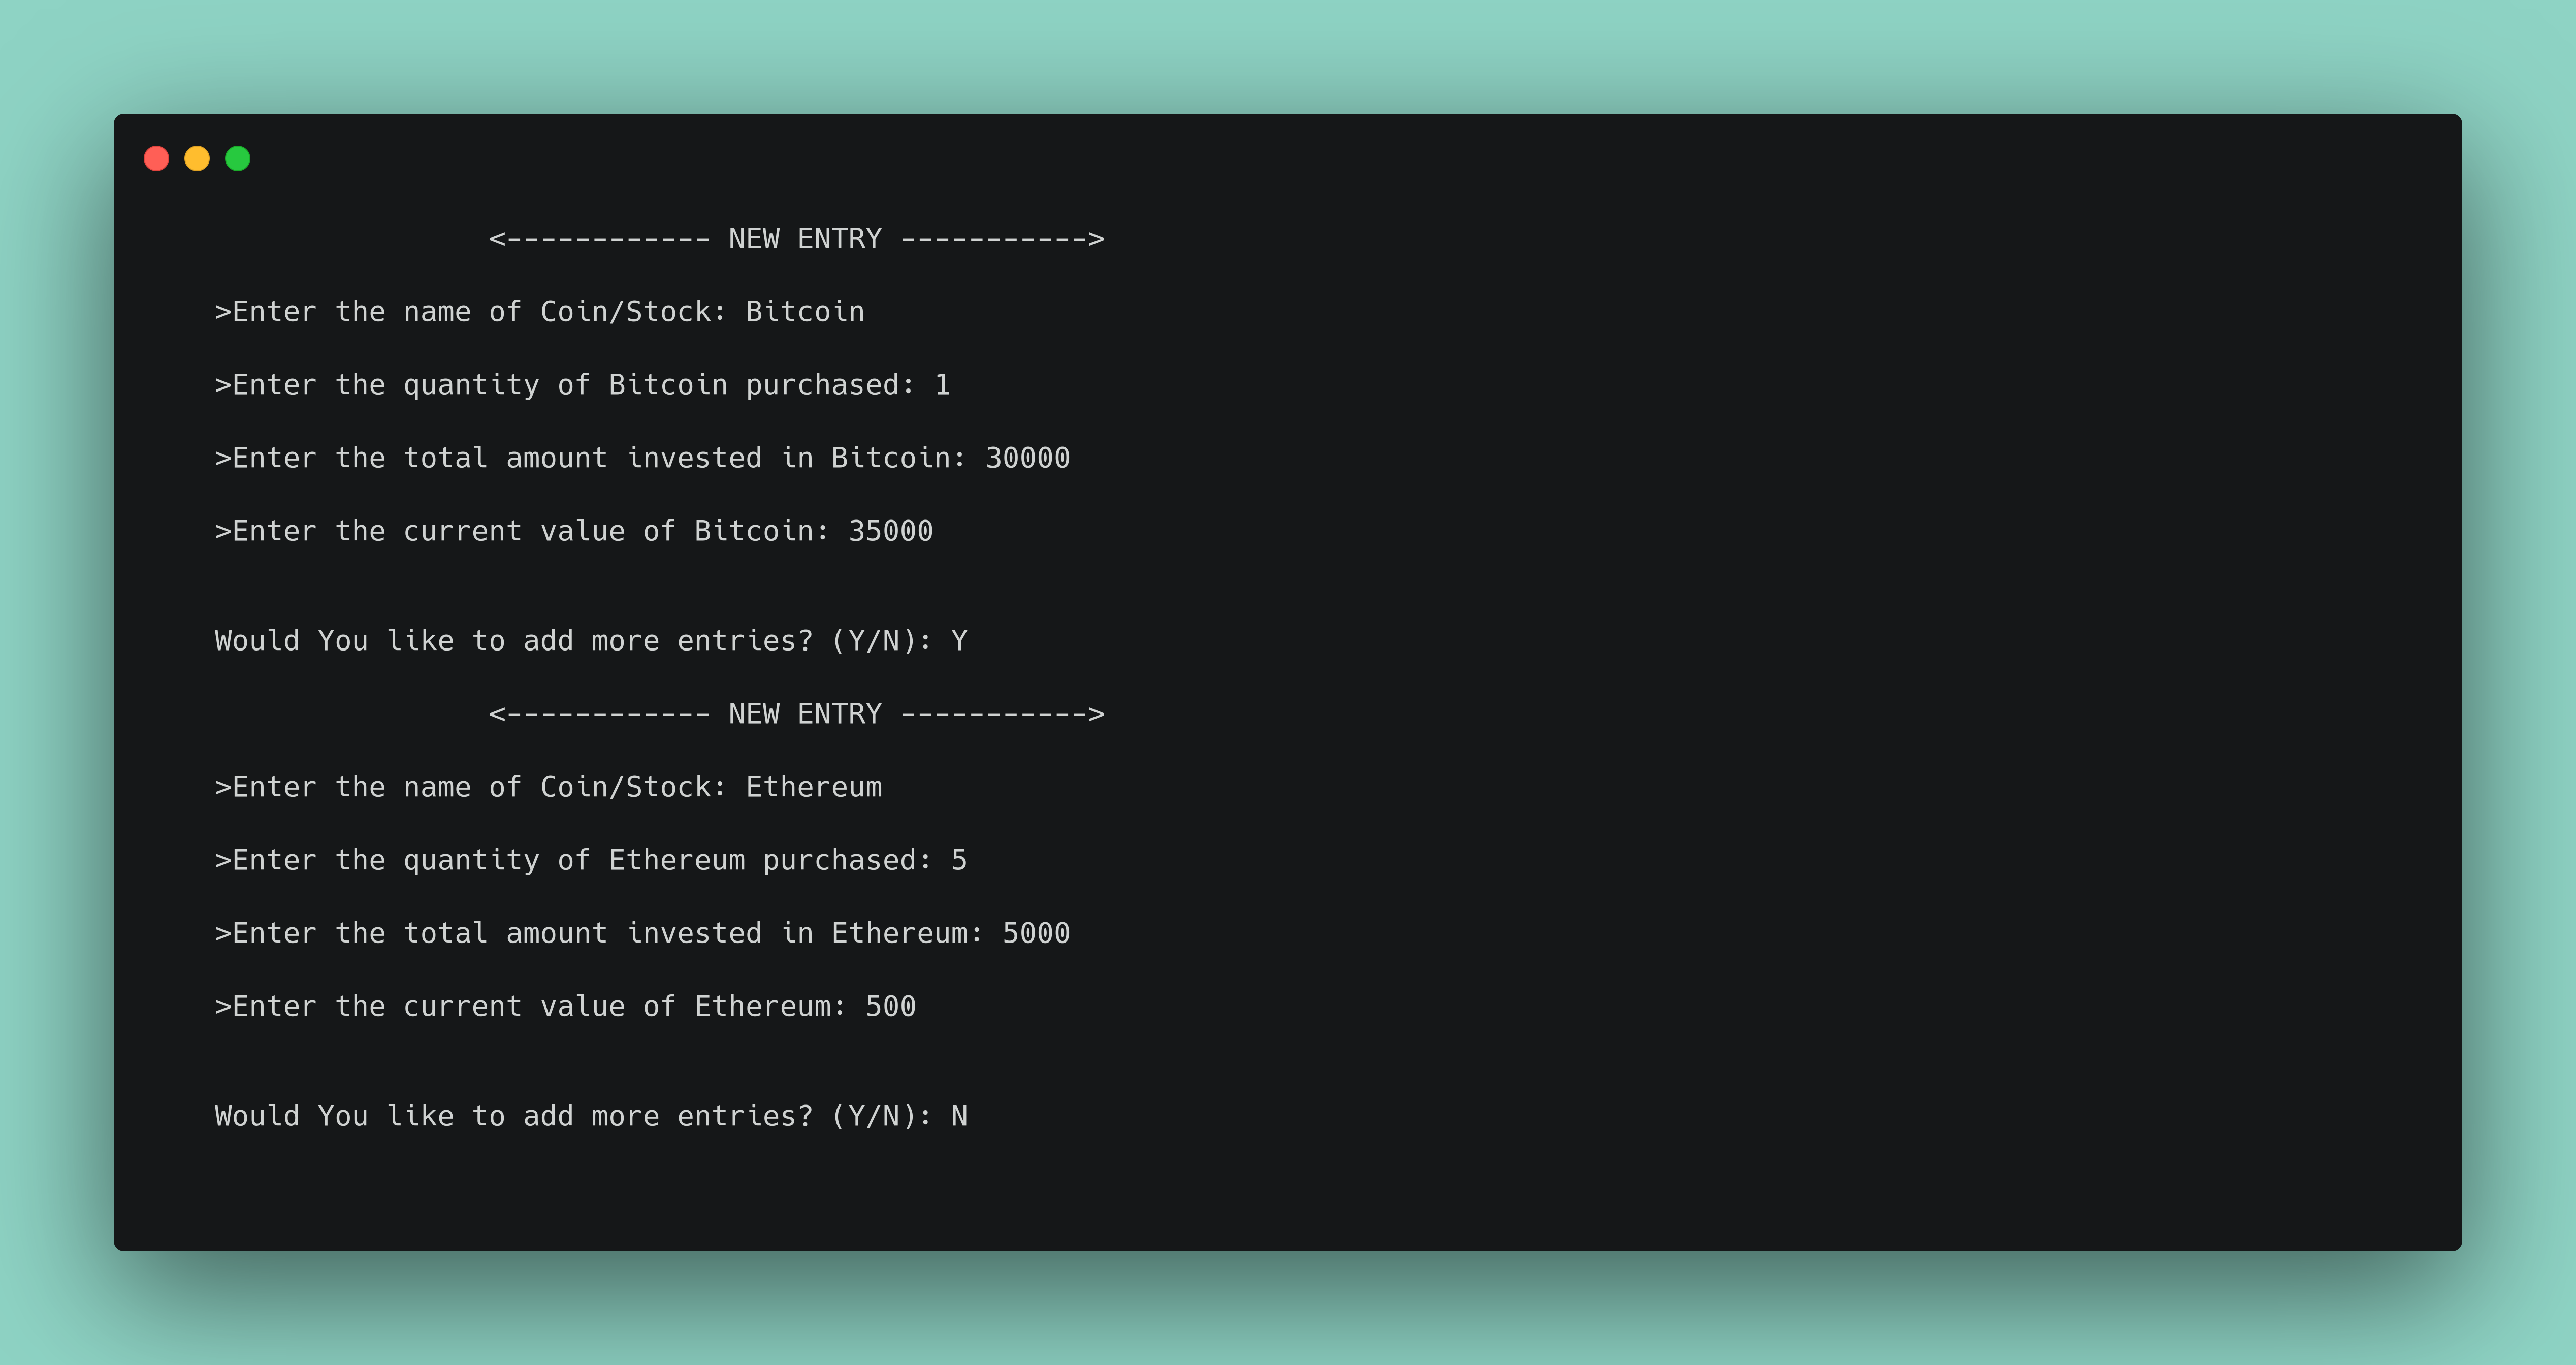 <------------ NEW ENTRY ----------->
>Enter the name of Coin/Stock: Bitcoin
>Enter the quantity of Bitcoin purchased: 1
>Enter the total amount invested in Bitcoin: 30000
>Enter the current value of Bitcoin: 35000
Would You like to add more entries? (Y/N): Y
<------------ NEW ENTRY ----------->
>Enter the name of Coin/Stock: Ethereum
>Enter the quantity of Ethereum purchased: 5
>Enter the total amount invested in Ethereum: 5000
>Enter the current value of Ethereum: 500
Would You like to add more entries? (Y/N): N